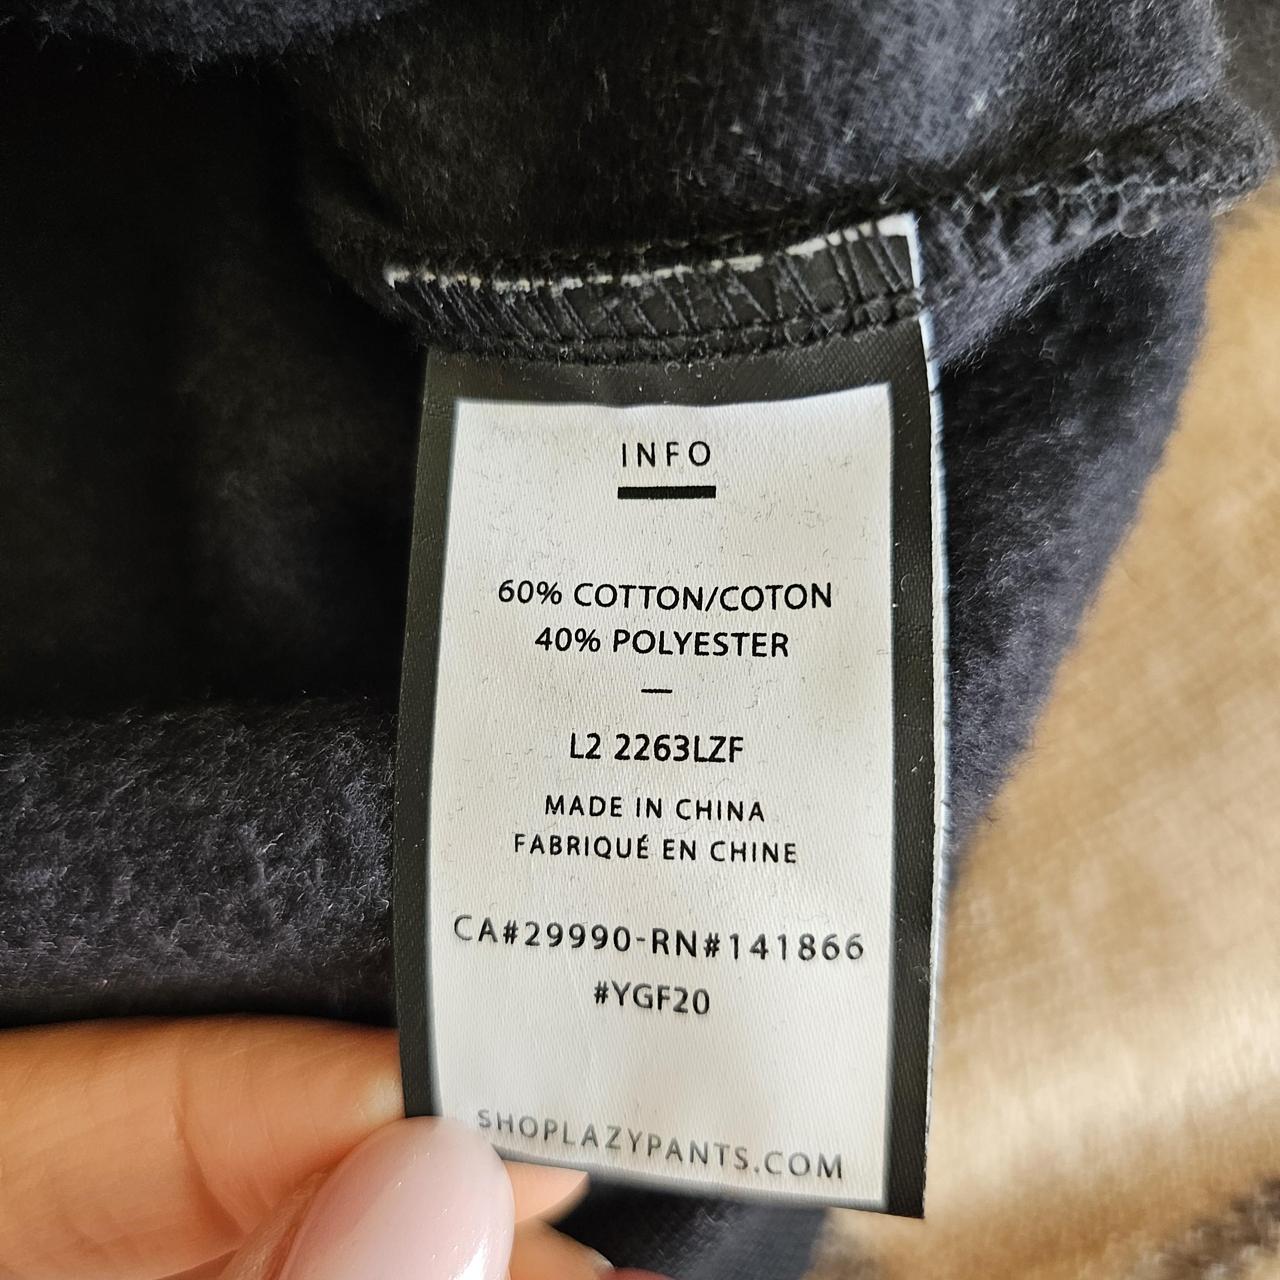 INFO
60% COTTON/COTON
40% POLYESTER
—
L2 2263LZF
MADE IN CHINA
FABRIQUÉ EN CHINE
CA#29990-RN#141866
#YGF20
SHOPLAZYPANTS.COM